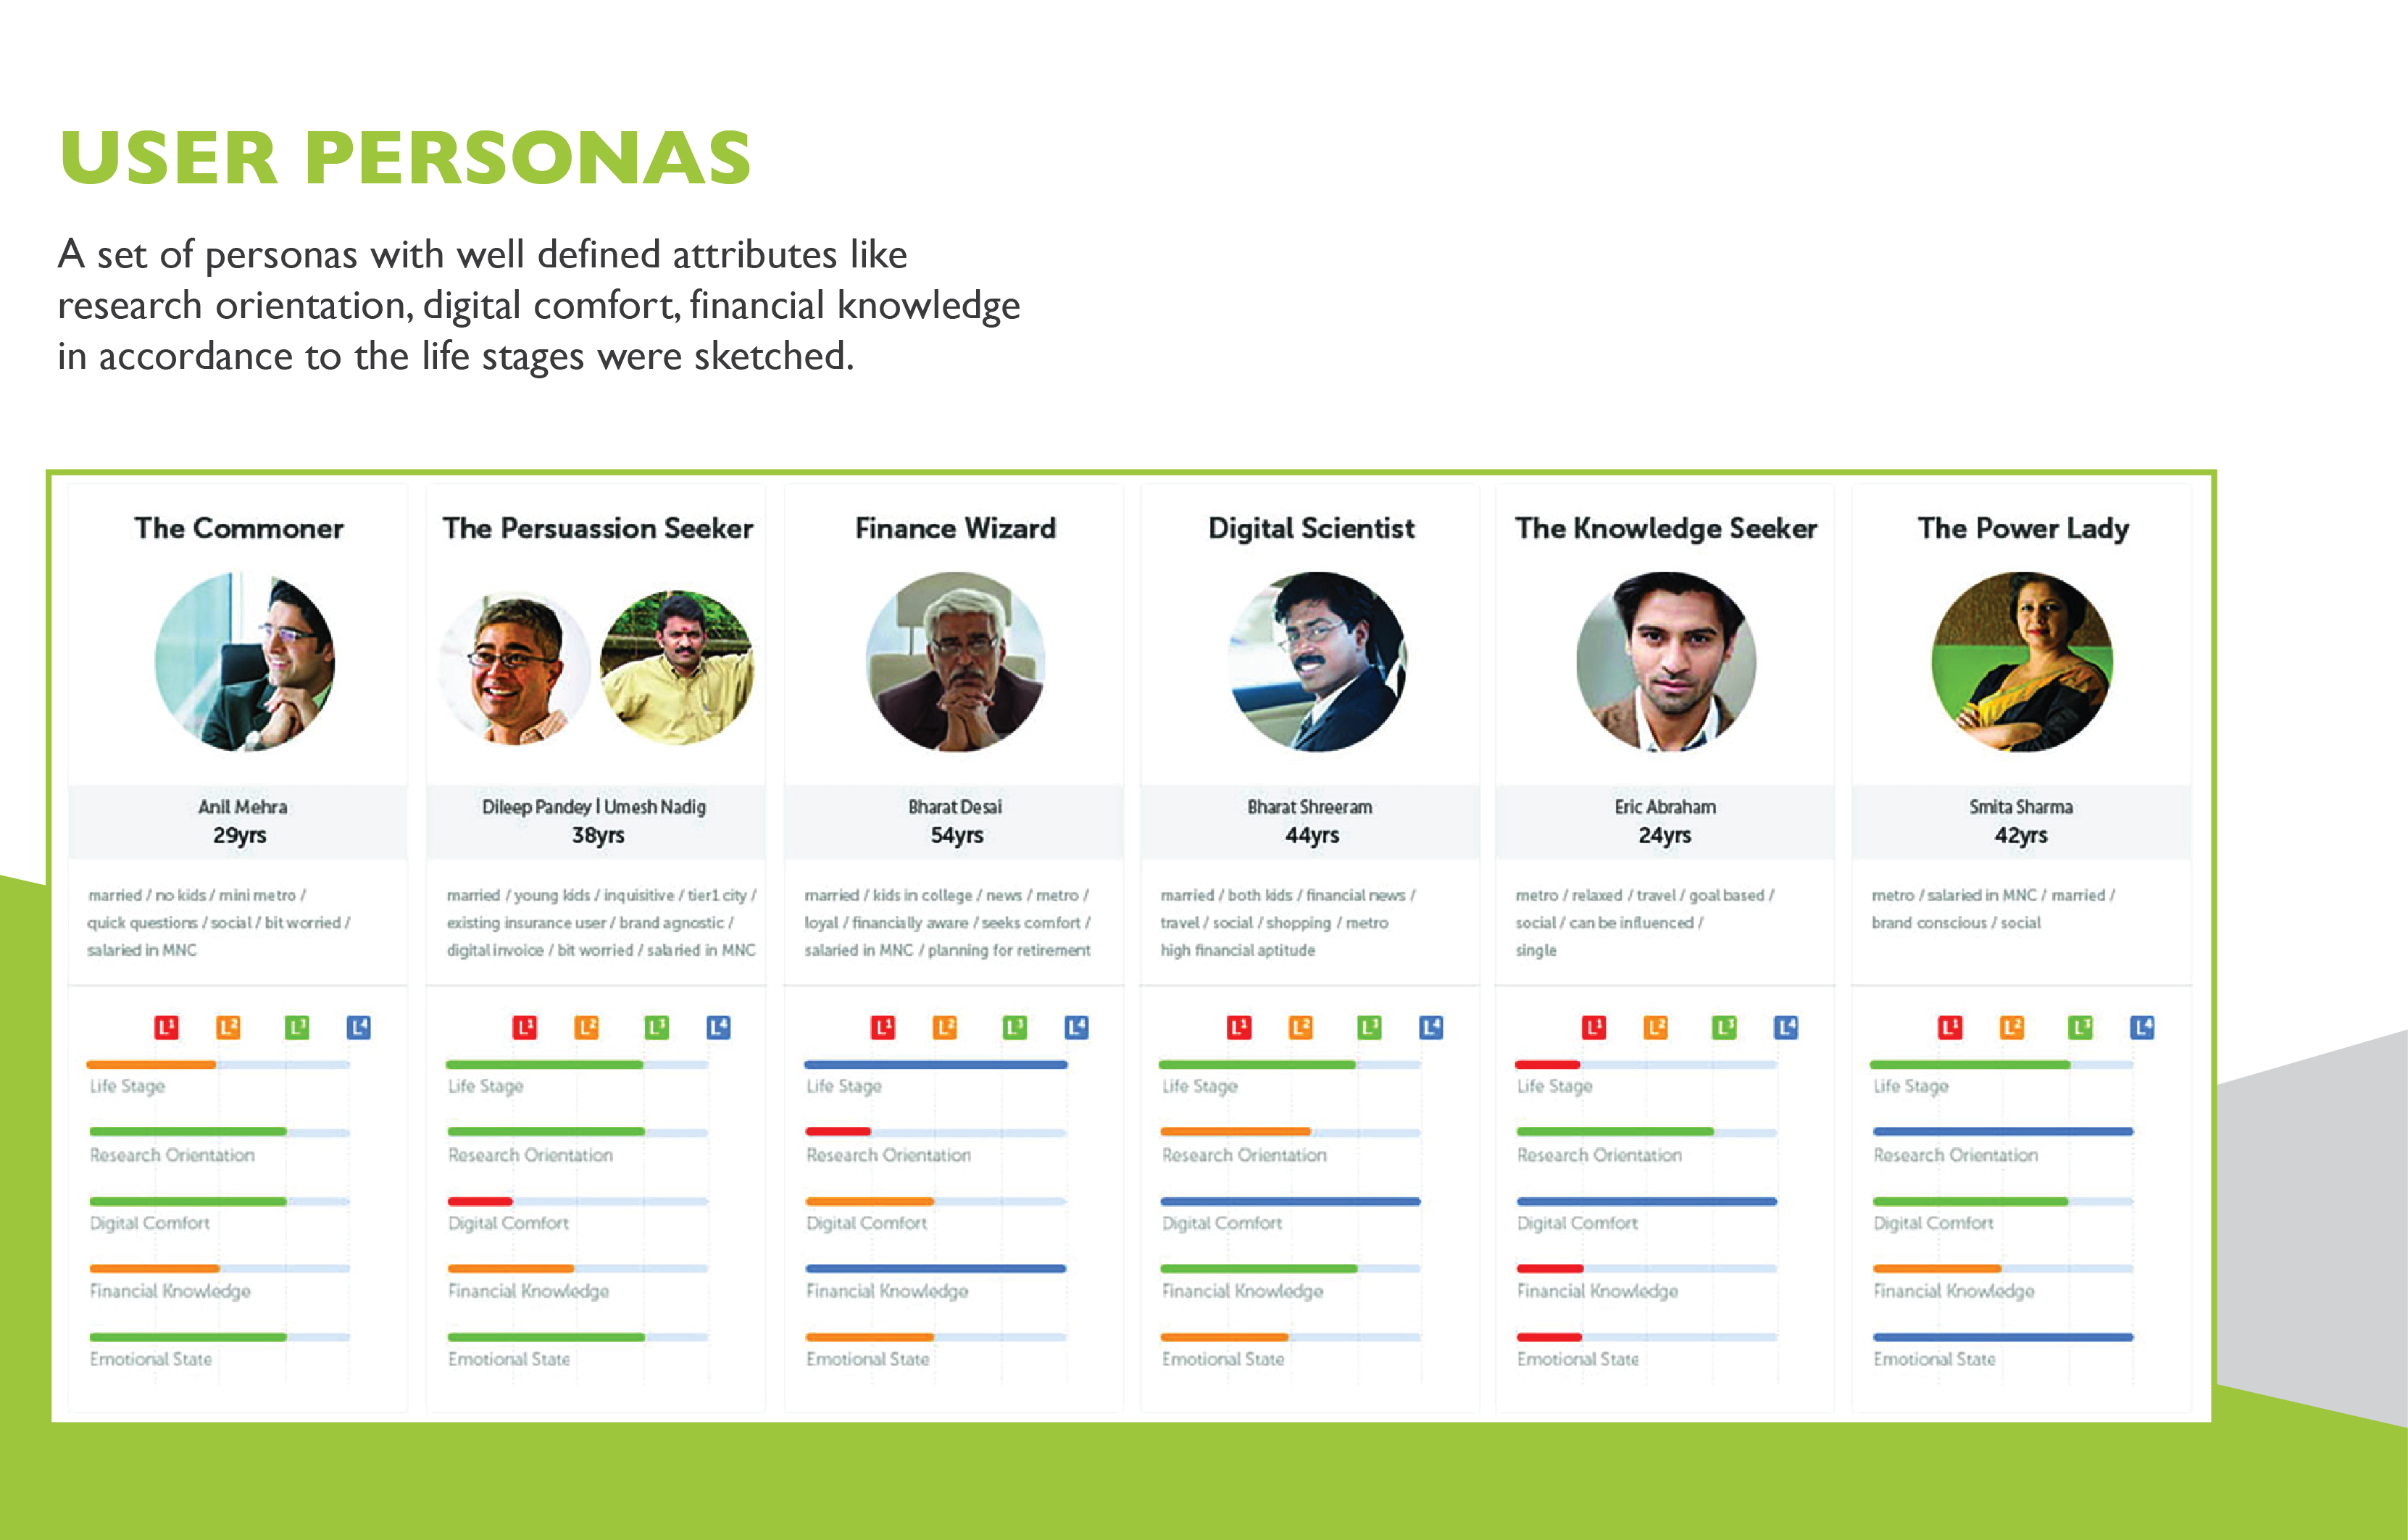 USER PERSONAS
A set of personas with well defined attributes like
research orientation, digital comfort, financial knowledge
in accordance to the life stages were sketched.
The Commoner
Anil Mehra
29yrs
married / no kids / mini metro /
quick questions / social / bit worried /
salaried in MNC
L1 L2 L3 L4
Life Stage
Research Orientation
Digital Comfort
Financial Knowledge
Emotional State
The Persuassion Seeker
Dileep Pandey | Umesh Nadig
38yrs
married / young kids / inquisitive / tier1 city /
existing insurance user / brand agnostic /
digital invoice / bit worried / salaried in MNC
L1 L2 L3 L4
Life Stage
Research Orientation
Digital Comfort
Financial Knowledge
Emotional State
Finance Wizard
Bharat Desai
54yrs
married / kids in college / news / metro /
loyal / financially aware / seeks comfort /
salaried in MNC / planning for retirement
L1 L2 L3 L4
Life Stage
Research Orientation
Digital Comfort
Financial Knowledge
Emotional State
Digital Scientist
Bharat Shreeram
44yrs
married / both kids / financial news /
travel / social / shopping / metro
high financial aptitude
L1 L2 L3 L4
Life Stage
Research Orientation
Digital Comfort
Financial Knowledge
Emotional State
The Knowledge Seeker
Eric Abraham
24yrs
metro / relaxed / travel / goal based /
social / can be influenced /
single
L1 L2 L3 L4
Life Stage
Research Orientation
Digital Comfort
Financial Knowledge
Emotional State
The Power Lady
Smita Sharma
42yrs
metro / salaried in MNC / married /
brand conscious / social
L1 L2 L3 L4
Life Stage
Research Orientation
Digital Comfort
Financial Knowledge
Emotional State